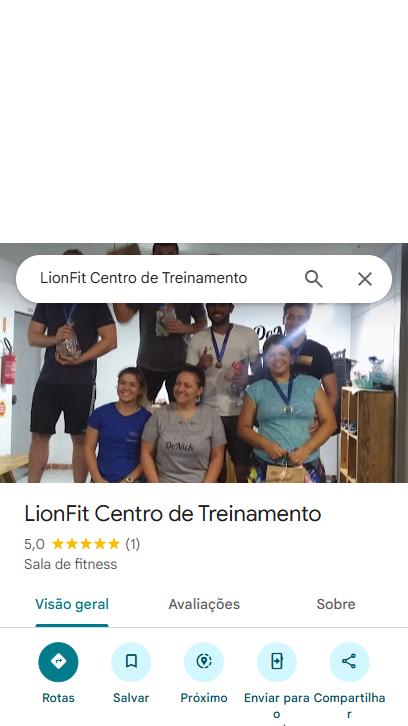 LionFit Centro de Treinamento
DeNick
LionFit Centro de Treinamento
5,0 (1)
Sala de fitness
Visão geral
Avaliações
Sobre
Rotas
Salvar
Próximo
Enviar para
o
Compartilha
r